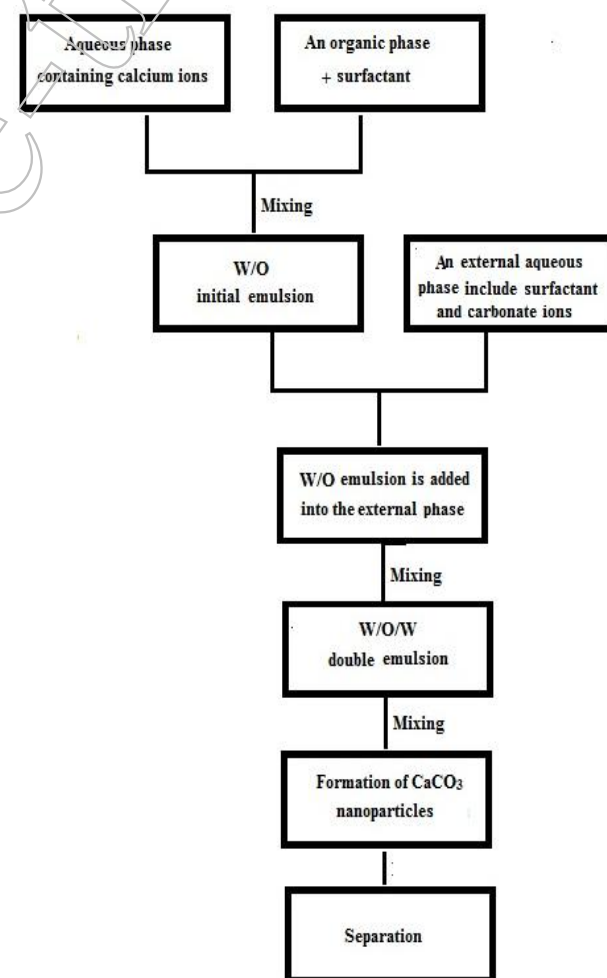 Aqueous phase
containing calcium ions
An organic phase
+ surfactant
Mixing
W/O
initial emulsion
An external aqueous
phase include surfactant
and carbonate ions
W/O emulsion is added
into the external phase
Mixing
W/O/W
double emulsion
Mixing
Formation of CaCO3
nanoparticles
Separation